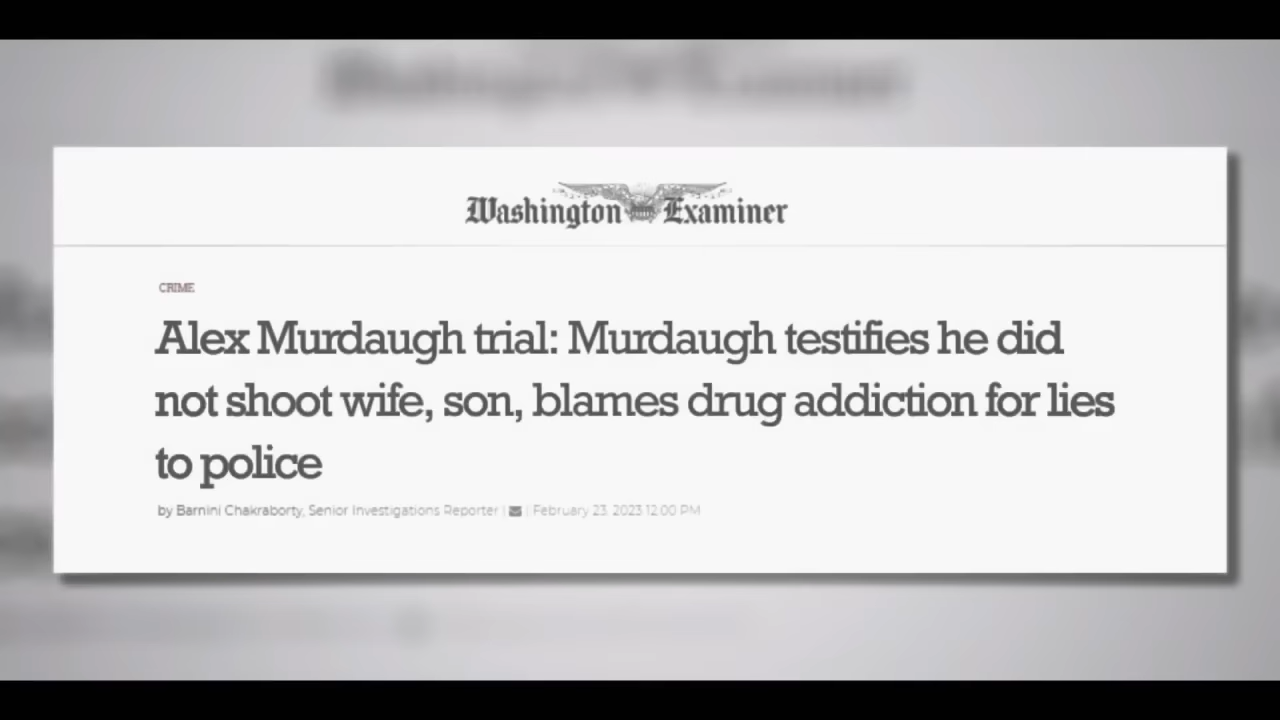 Washington Examiner
CRIME
Alex Murdaugh trial: Murdaugh testifies he did
not shoot wife, son, blames drug addiction for lies
to police
by Barnini Chakraborty, Senior Investigations Reporter | | February 23, 2023 12:00 PM